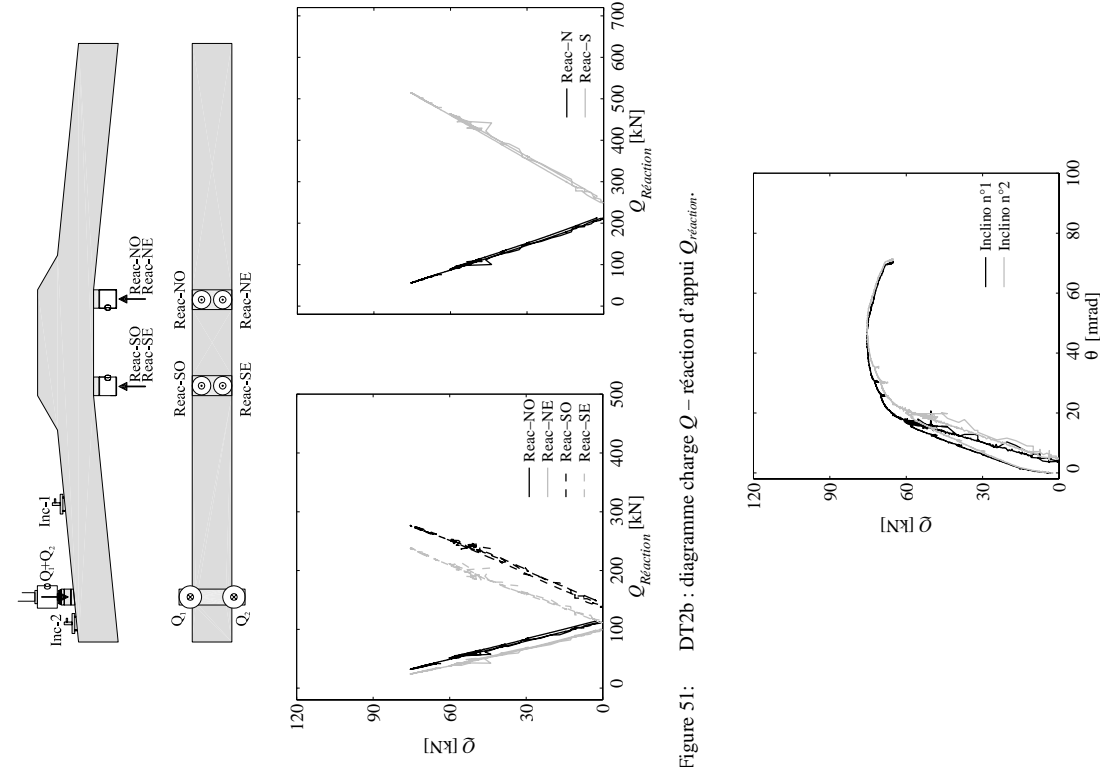 Inc-2
Q₁+Q₂
Inc-1
Reac-SO
Reac-SE
Reac-NO
Reac-NE
Q₁
Q₂
Reac-SO
Reac-SE
Reac-NO
Reac-NE
120
90
60
30
0
Q [kN]
0
100
200
300
400
500
Q Réaction [kN]
Reac−NO
Reac−NE
Reac−SO
Reac−SE
0
100
200
300
400
500
600
700
Q Réaction [kN]
Reac−N
Reac−S
Figure 51: DT2b : diagramme charge Q – réaction d'appui Q réaction.
120
90
60
30
0
Q [kN]
0
20
40
60
80
100
θ [mrad]
Inclino n°1
Inclino n°2